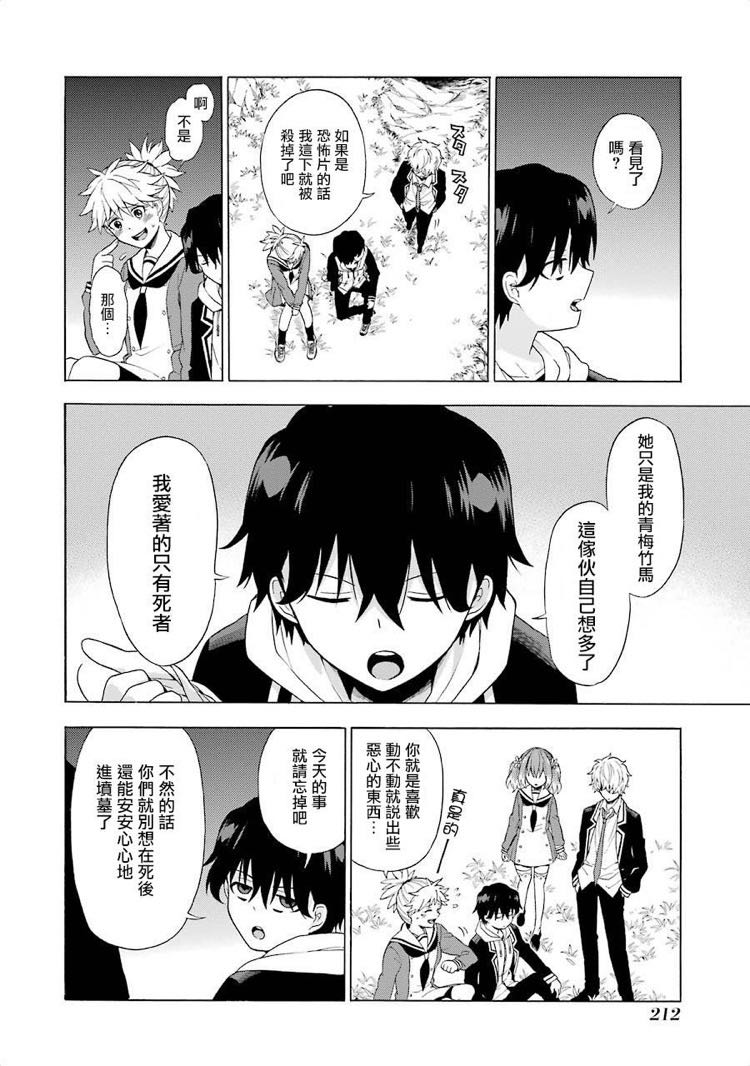 看見了
嗎?
如果是
恐怖片的話
我這下就被
殺掉了吧
スタ
スタ
啊
不是
那個…
她只是我的青梅竹馬
這傢伙自己想多了
我愛著的只有死者
你就是喜歡
動不動就說出些
惡心的東西…
真是的
今天的事
就請忘掉吧
不然的話
你們就別想在死後
還能安安心心地
進墳墓了
212